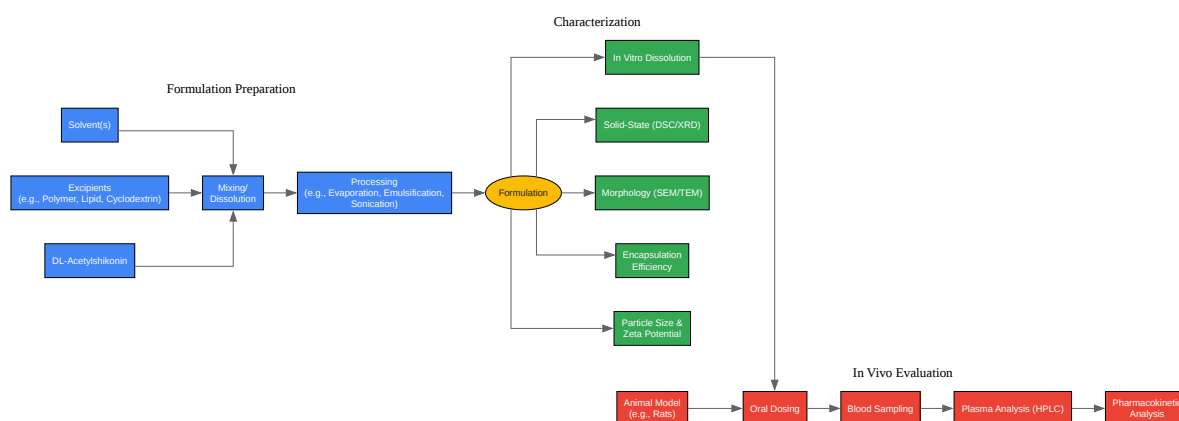 Characterization
In Vitro Dissolution
Formulation Preparation
Solvent(s)
Solid-State (DSC/XRD)
Excipients
(e.g., Polymer, Lipid, Cyclodextrin)
Mixing/
Dissolution
Processing
(e.g., Evaporation, Emulsification,
Sonication)
Formulation
Morphology (SEM/TEM)
DL-Acetylshikonin
Encapsulation
Efficiency
Particle Size &
Zeta Potential
In Vivo Evaluation
Animal Model
(e.g., Rats)
Oral Dosing
Blood Sampling
Plasma Analysis (HPLC)
Pharmacokinetic
Analysis